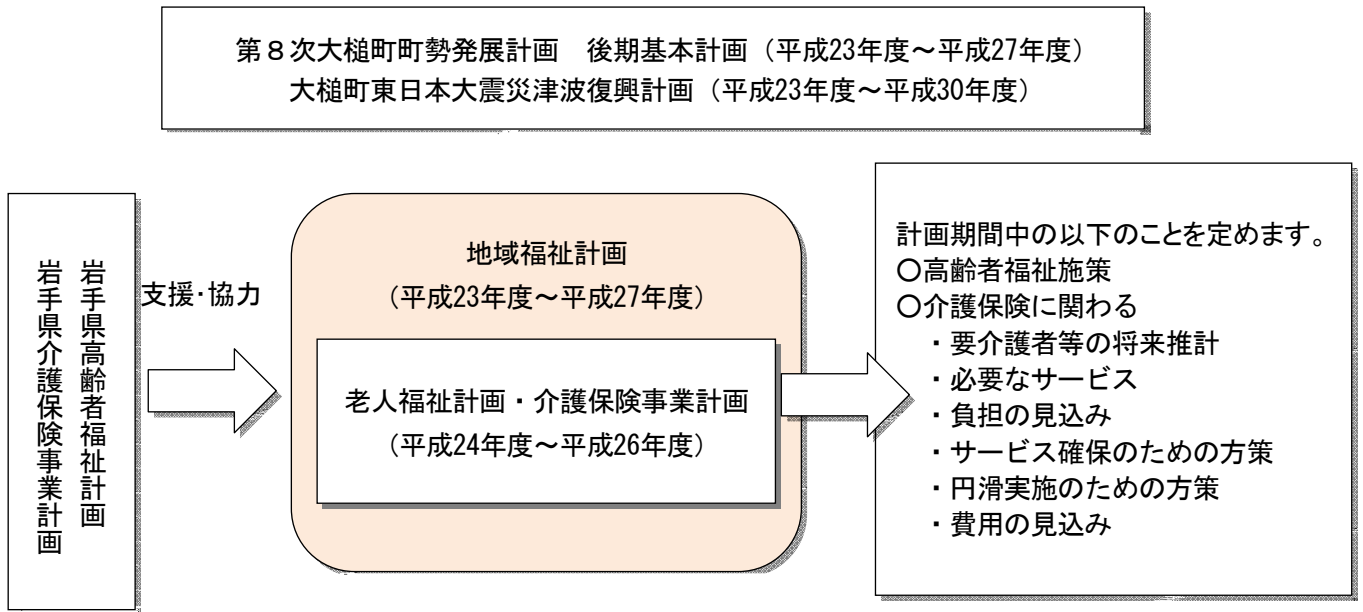 第８次大槌町町勢発展計画　後期基本計画（平成23年度～平成27年度）
大槌町東日本大震災津波復興計画（平成23年度～平成30年度）
岩手県高齢者福祉計画
岩手県介護保険事業計画
支援・協力
地域福祉計画
（平成23年度～平成27年度）
老人福祉計画・介護保険事業計画
（平成24年度～平成26年度）
計画期間中の以下のことを定めます。
○高齢者福祉施策
○介護保険に関わる
・要介護者等の将来推計
・必要なサービス
・負担の見込み
・サービス確保のための方策
・円滑実施のための方策
・費用の見込み